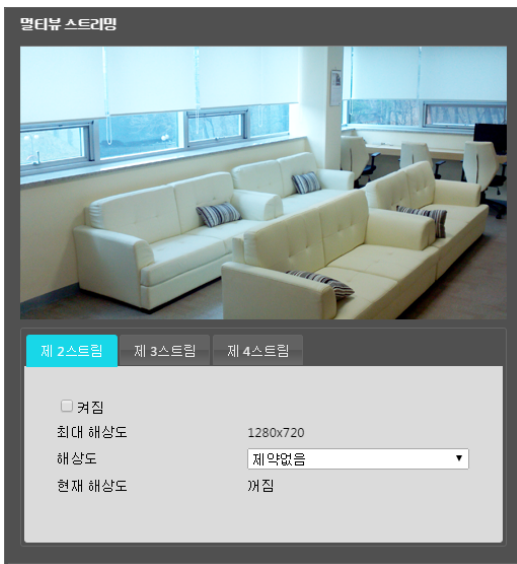 멀티뷰 스트리밍
제 2스트림 제 3스트림 제 4스트림
켜짐
최대 해상도 1280x720
해상도 제약없음
현재 해상도 꺼짐